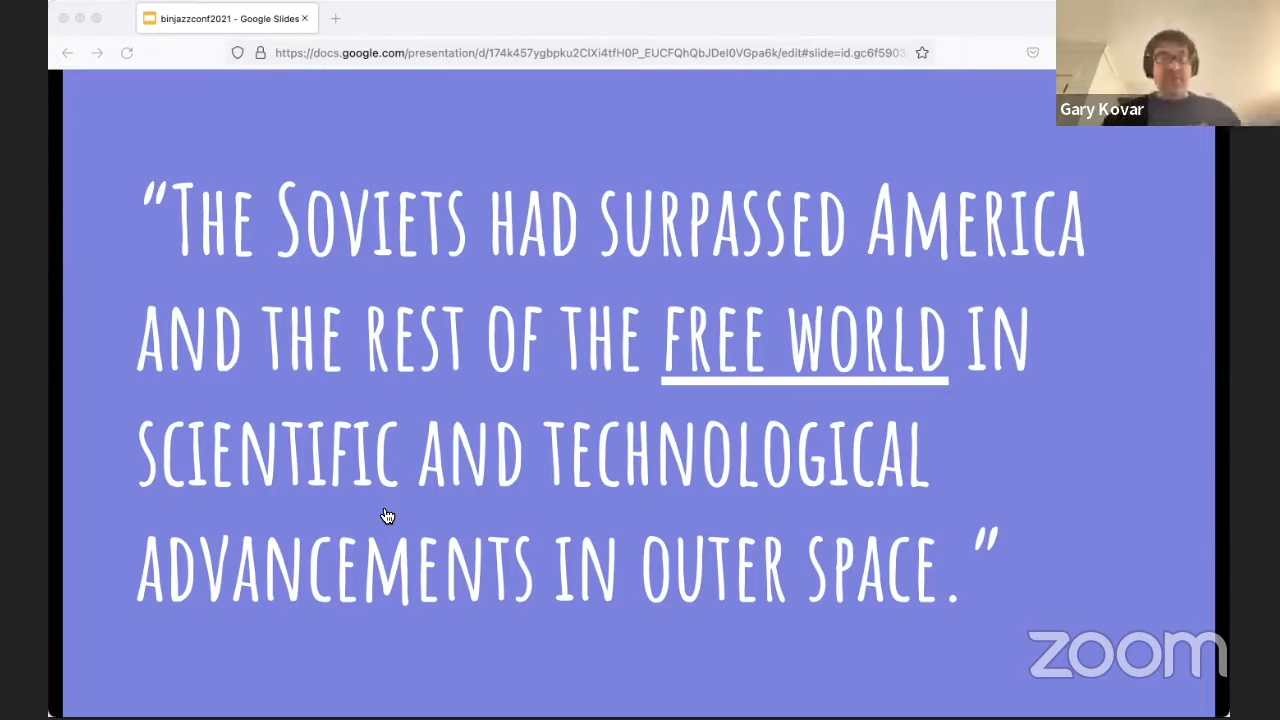 binjazzconf2021 - Google Slides
https://docs.google.com/presentation/d/174k457ygbpku2ClXi4tfH0P_EUCFQhQbJDeI0VGpa6k/edit#slide=id.gc6f5903
Gary Kovar
“The Soviets had surpassed America
and the rest of the free world in
scientific and technological
advancements in outer space.”
zoom